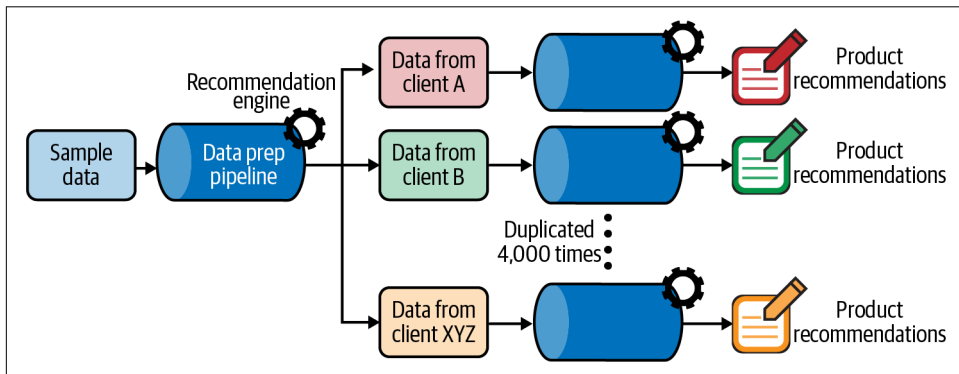 Recommendation
engine
Sample
data
Data prep
pipeline
Data from
client A
Product
recommendations
Data from
client B
Product
recommendations
Duplicated
4,000 times
Data from
client XYZ
Product
recommendations